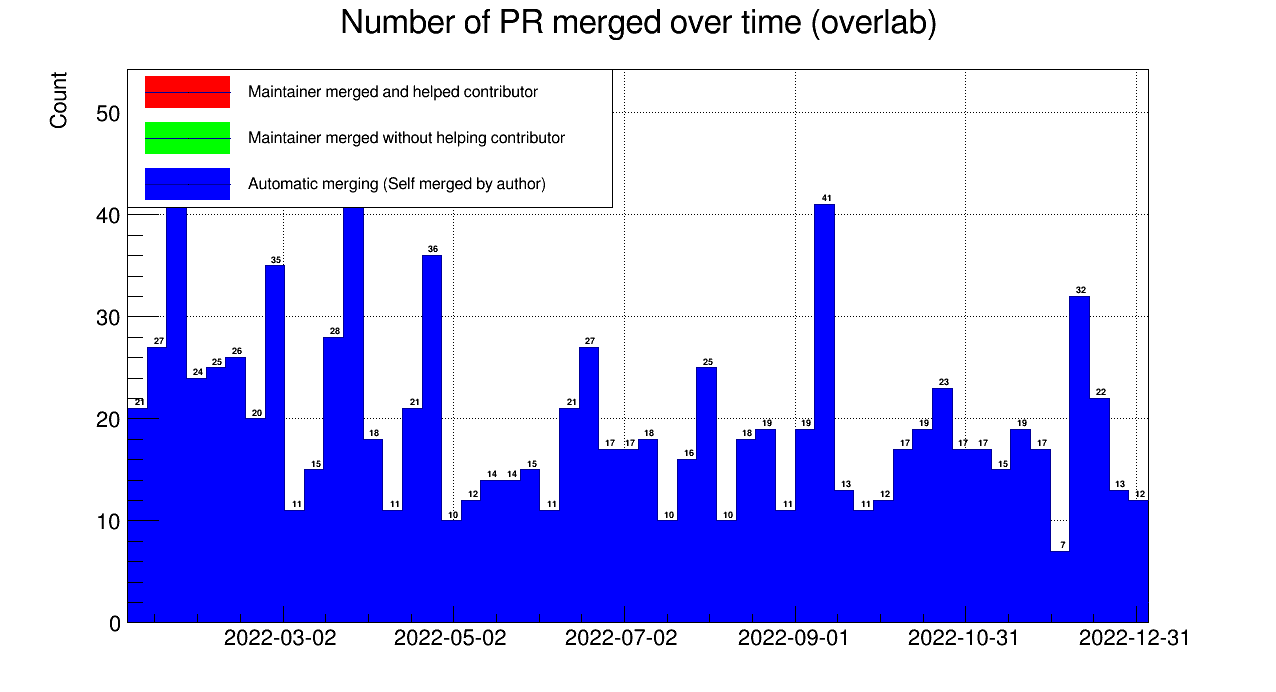 Number of PR merged over time (overlab)
Count
Maintainer merged and helped contributor
Maintainer merged without helping contributor
Automatic merging (Self merged by author)
50
40
30
20
10
0
21 27 24 25 26 20 35 11 15 28 18 11 21 36 10 12 14 14 15 11 21 27 17 17 18 10 16 25 10 18 19 11 19 41 13 11 12 17 19 23 17 17 15 19 17 7 32 22 13 12
2022-03-02 2022-05-02 2022-07-02 2022-09-01 2022-10-31 2022-12-31